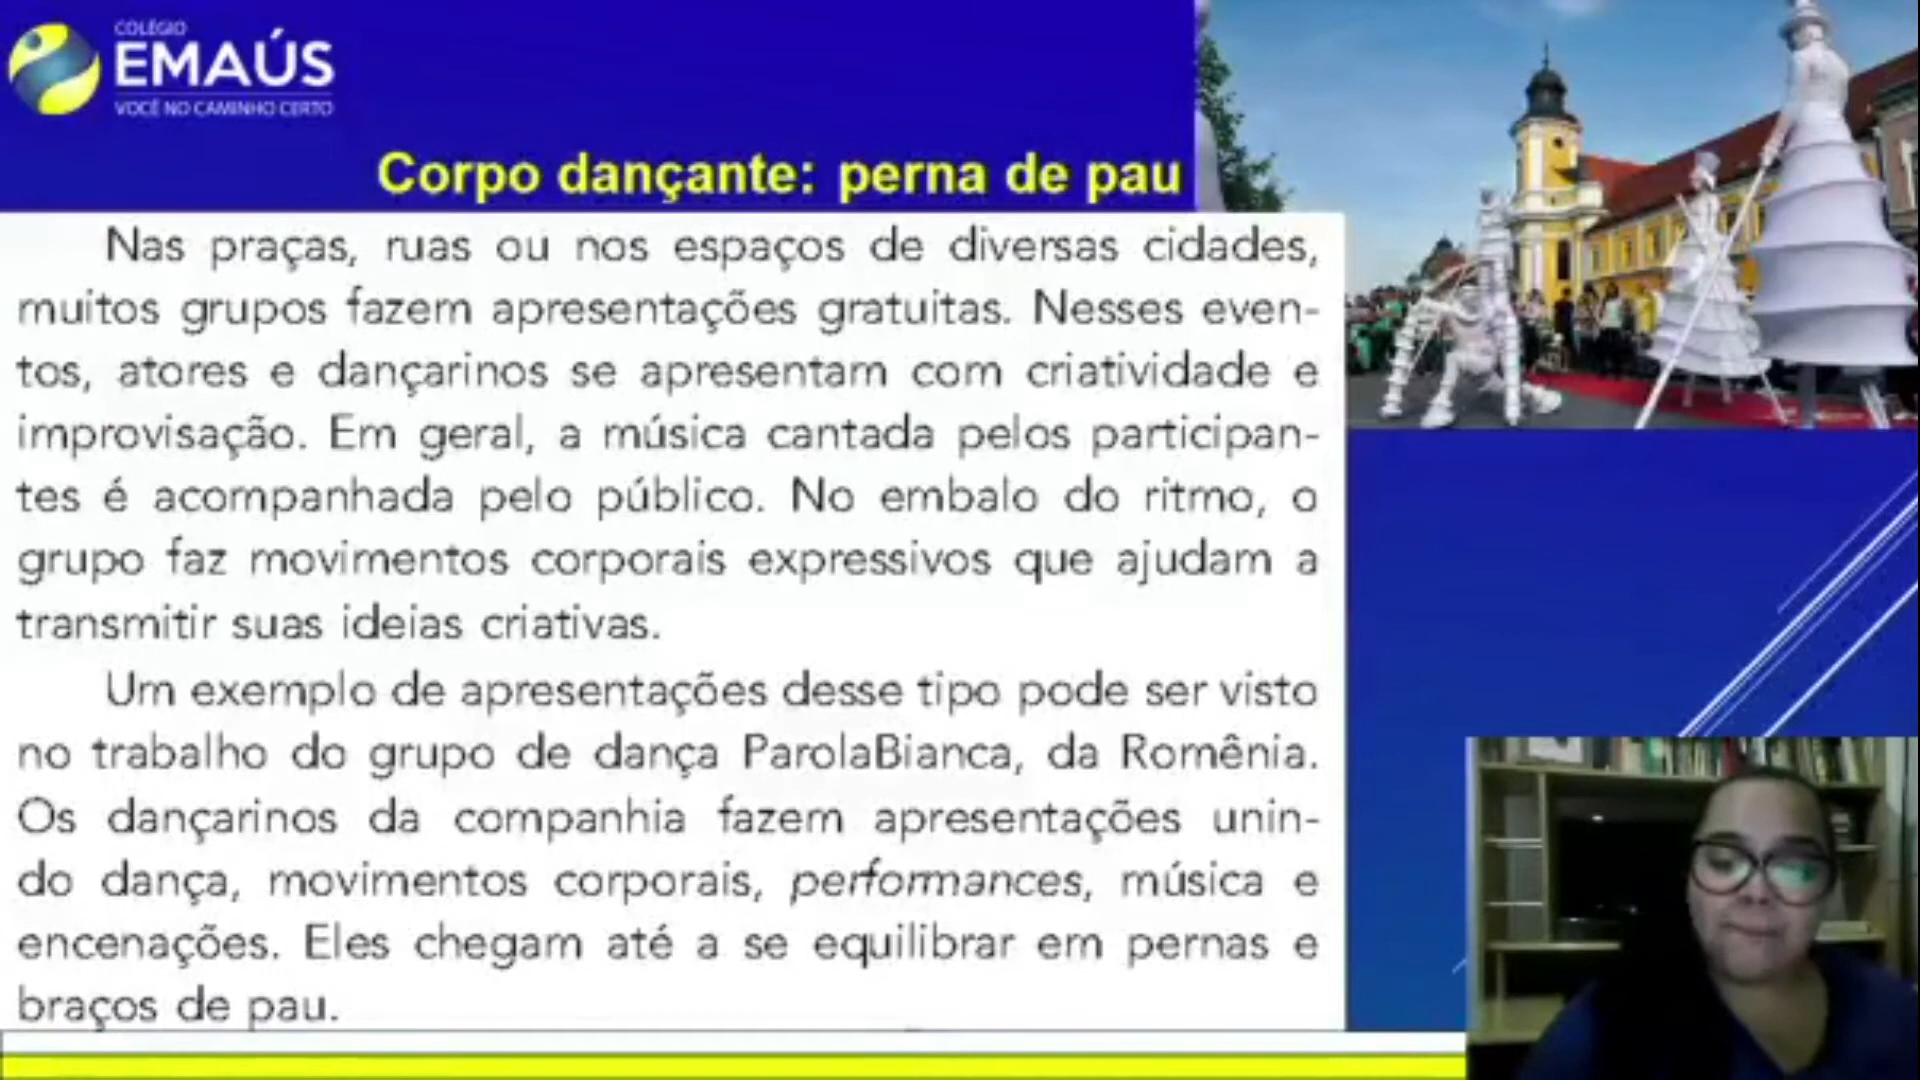 COLÉGIO
EMAÚS
VOCÊ NO CAMINHO CERTO
Corpo dançante: perna de pau
Nas praças, ruas ou nos espaços de diversas cidades,
muitos grupos fazem apresentações gratuitas. Nesses even-
tos, atores e dançarinos se apresentam com criatividade e
improvisação. Em geral, a música cantada pelos participan-
tes é acompanhada pelo público. No embalo do ritmo, o
grupo faz movimentos corporais expressivos que ajudam a
transmitir suas ideias criativas.
Um exemplo de apresentações desse tipo pode ser visto
no trabalho do grupo de dança ParolaBianca, da Romênia.
Os dançarinos da companhia fazem apresentações unin-
do dança, movimentos corporais, performances, música e
encenações. Eles chegam até a se equilibrar em pernas e
braços de pau.